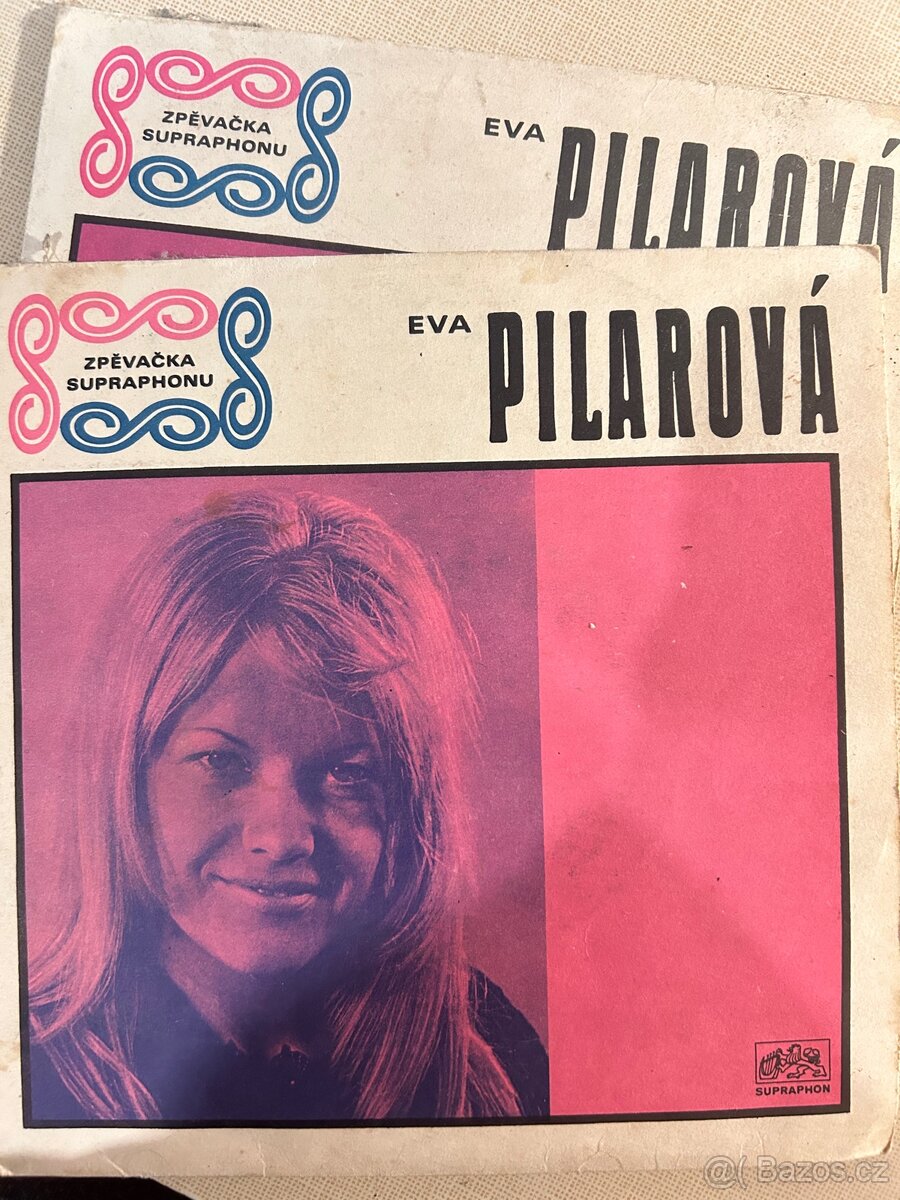 ZPĚVAČKA
SUPRAPHONU
EVA PILAROVÁ
ZPĚVAČKA
SUPRAPHONU
EVA PILAROVÁ
SUPRAPHON
@( Bazos.cz